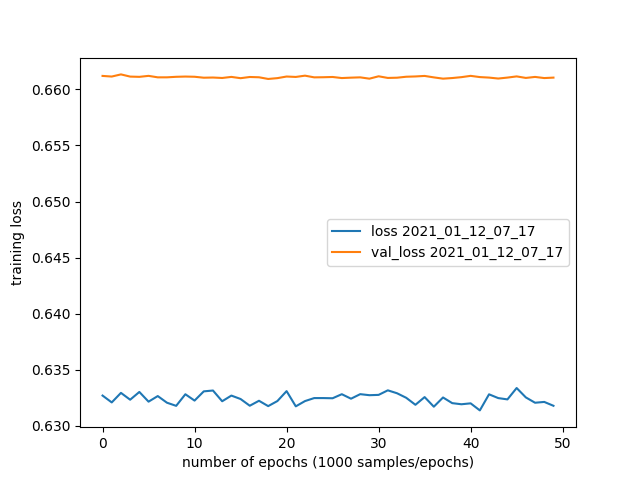 0.660
0.655
0.650
0.645
0.640
0.635
0.630
training loss
loss 2021_01_12_07_17
val_loss 2021_01_12_07_17
0 10 20 30 40 50
number of epochs (1000 samples/epochs)